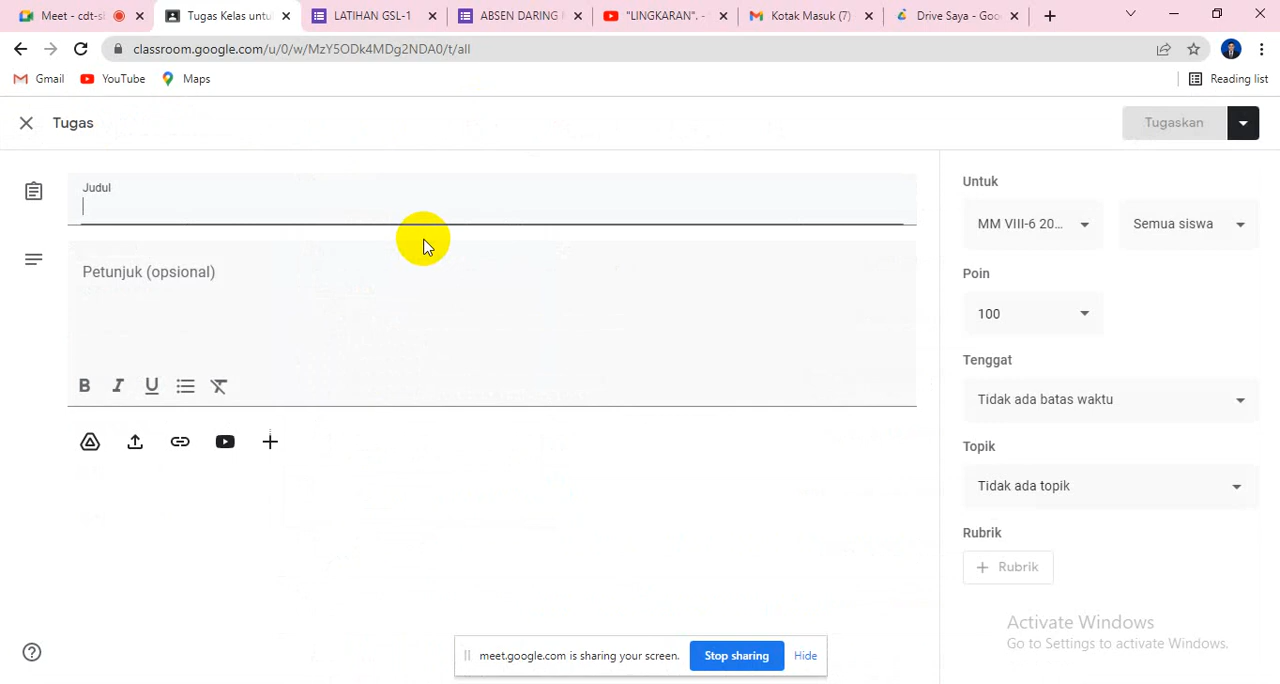 Meet - cdt-s
Tugas Kelas untu
LATIHAN GSL-1
ABSEN DARING
"LINGKARAN". -
Kotak Masuk (7)
Drive Saya - Goo
classroom.google.com/u/0/w/MzY5ODk4MDg2NDA0/t/all
Gmail
YouTube
Maps
Reading list
Tugas
Tugaskan
Judul
Petunjuk (opsional)
B I U
Untuk
MM VIII-6 20...
Semua siswa
Poin
100
Tenggat
Tidak ada batas waktu
Topik
Tidak ada topik
Rubrik
+ Rubrik
Activate Windows
Go to Settings to activate Windows.
meet.google.com is sharing your screen.
Stop sharing
Hide